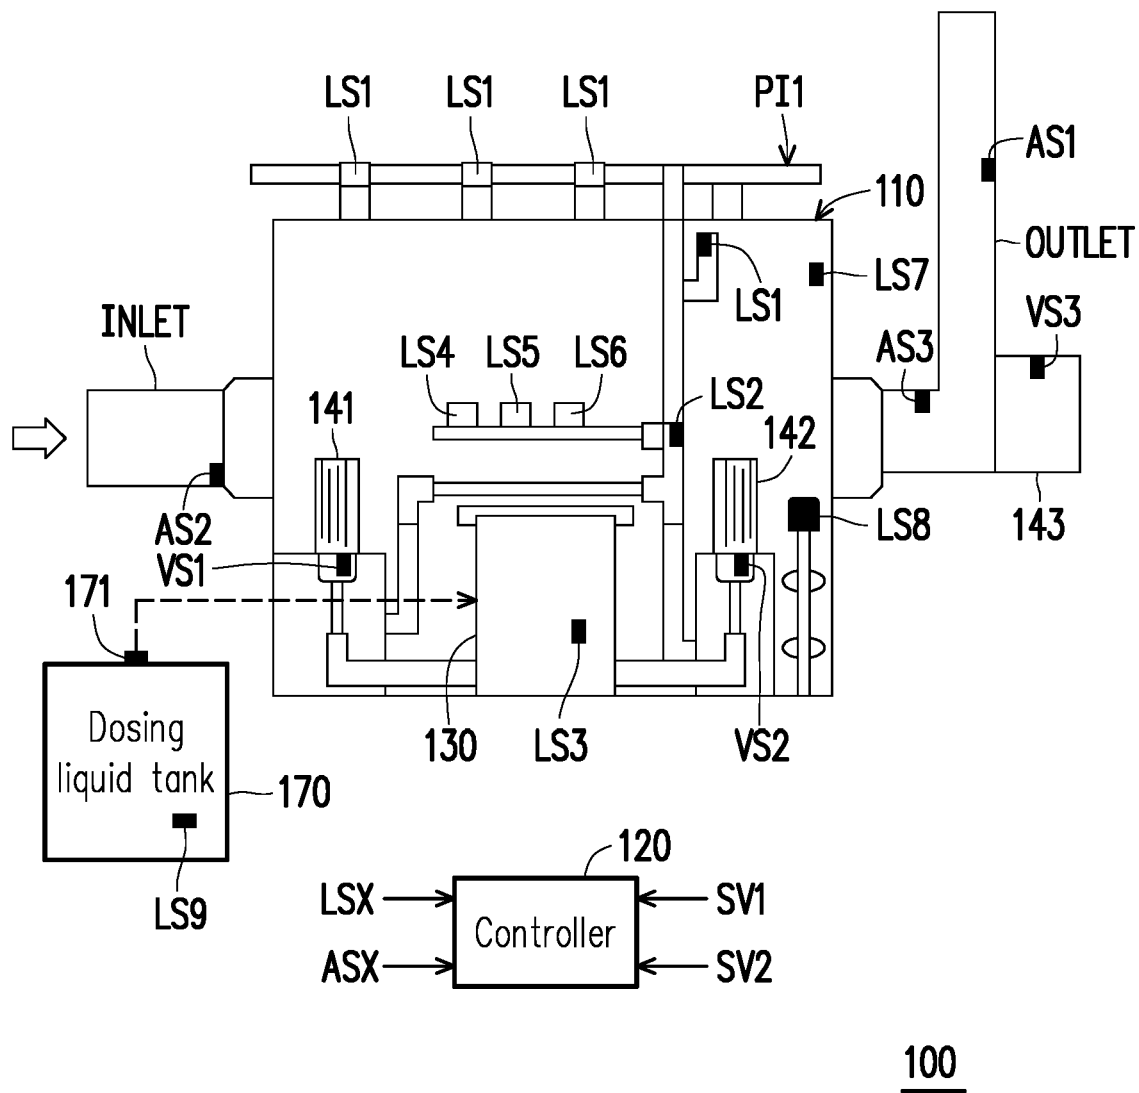 LS1 LS1 LS1 PI1
AS1
110
OUTLET
LS7
LS1
INLET
VS3
AS3
LS4 LS5 LS6
LS2
141
142
AS2
LS8
143
VS1
171
Dosing
liquid tank
130
LS3
VS2
170
LS9
120
LSX
SV1
Controller
ASX
SV2
100